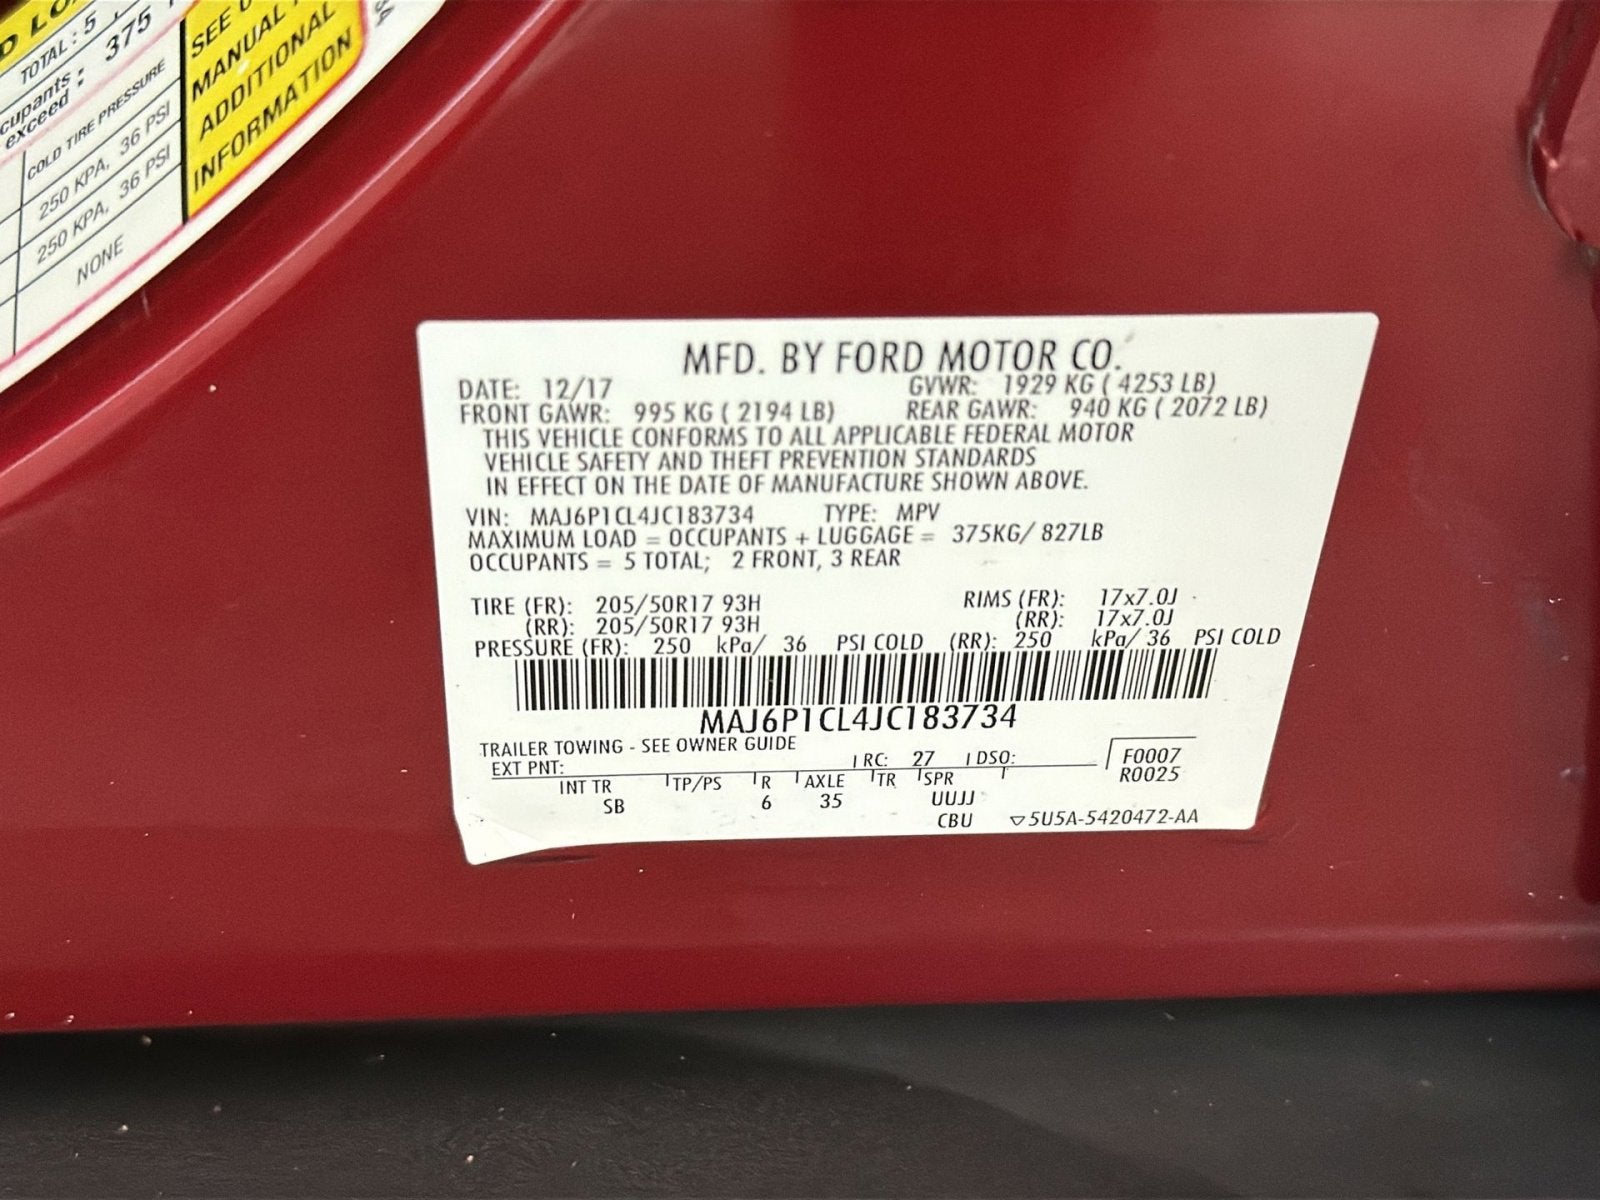 TOTAL: 5
cupants
exceed : 375
COLD TIRE PRESSURE
250 KPA, 36 PSI
250 KPA, 36 PSI
NONE
SEE
MANUAL
ADDITIONAL
INFORMATION
MFD. BY FORD MOTOR CO.
DATE: 12/17 GVWR: 1929 KG ( 4253 LB)
FRONT GAWR: 995 KG ( 2194 LB) REAR GAWR: 940 KG ( 2072 LB)
THIS VEHICLE CONFORMS TO ALL APPLICABLE FEDERAL MOTOR
VEHICLE SAFETY AND THEFT PREVENTION STANDARDS
IN EFFECT ON THE DATE OF MANUFACTURE SHOWN ABOVE.
VIN: MAJ6P1CL4JC183734 TYPE: MPV
MAXIMUM LOAD = OCCUPANTS + LUGGAGE = 375KG/ 827LB
OCCUPANTS = 5 TOTAL; 2 FRONT, 3 REAR
TIRE (FR): 205/50R17 93H RIMS (FR): 17x7.0J
(RR): 205/50R17 93H (RR): 17x7.0J
PRESSURE (FR): 250 kPa/ 36 PSI COLD (RR): 250 kPa/ 36 PSI COLD
MAJ6P1CL4JC183734
TRAILER TOWING - SEE OWNER GUIDE
EXT PNT: RC: 27 DSO: F0007
R0025
INT TR TP/PS R AXLE TR SPR
SB 6 35 UUJJ
CBU ▽5U5A-5420472-AA